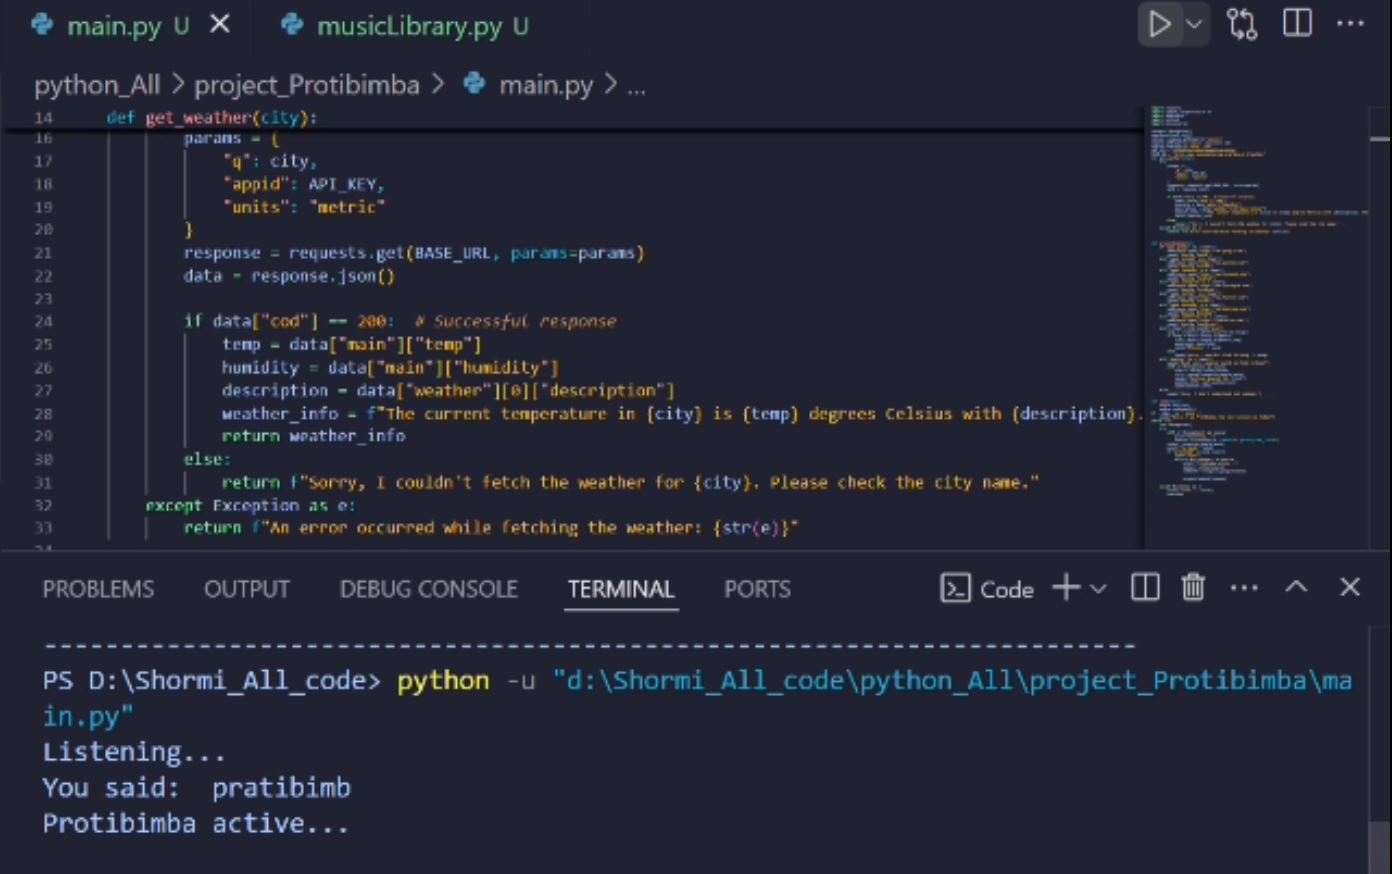 main.py U
musicLibrary.py U
python_All > project_Protibimba > main.py > ...
14 def get_weather(city):
16 params = {
17 "q": city,
18 "appid": API_KEY,
19 "units": "metric"
20 }
21 response = requests.get(BASE_URL, params=params)
22 data = response.json()
23
24 if data["cod"] == 200: # Successful response
25 temp = data["main"]["temp"]
26 humidity = data["main"]["humidity"]
27 description = data["weather"][0]["description"]
28 weather_info = f"The current temperature in {city} is {temp} degrees Celsius with {description}.
29 return weather_info
30 else:
31 return f"Sorry, I couldn't fetch the weather for {city}. Please check the city name."
32 except Exception as e:
33 return f"An error occurred while fetching the weather: {str(e)}"
PROBLEMS OUTPUT DEBUG CONSOLE TERMINAL PORTS Code
PS D:\Shormi_All_code> python -u "d:\Shormi_All_code\python_All\project_Protibimba\ma
in.py"
Listening...
You said:  pratibimb
Protibimba active...